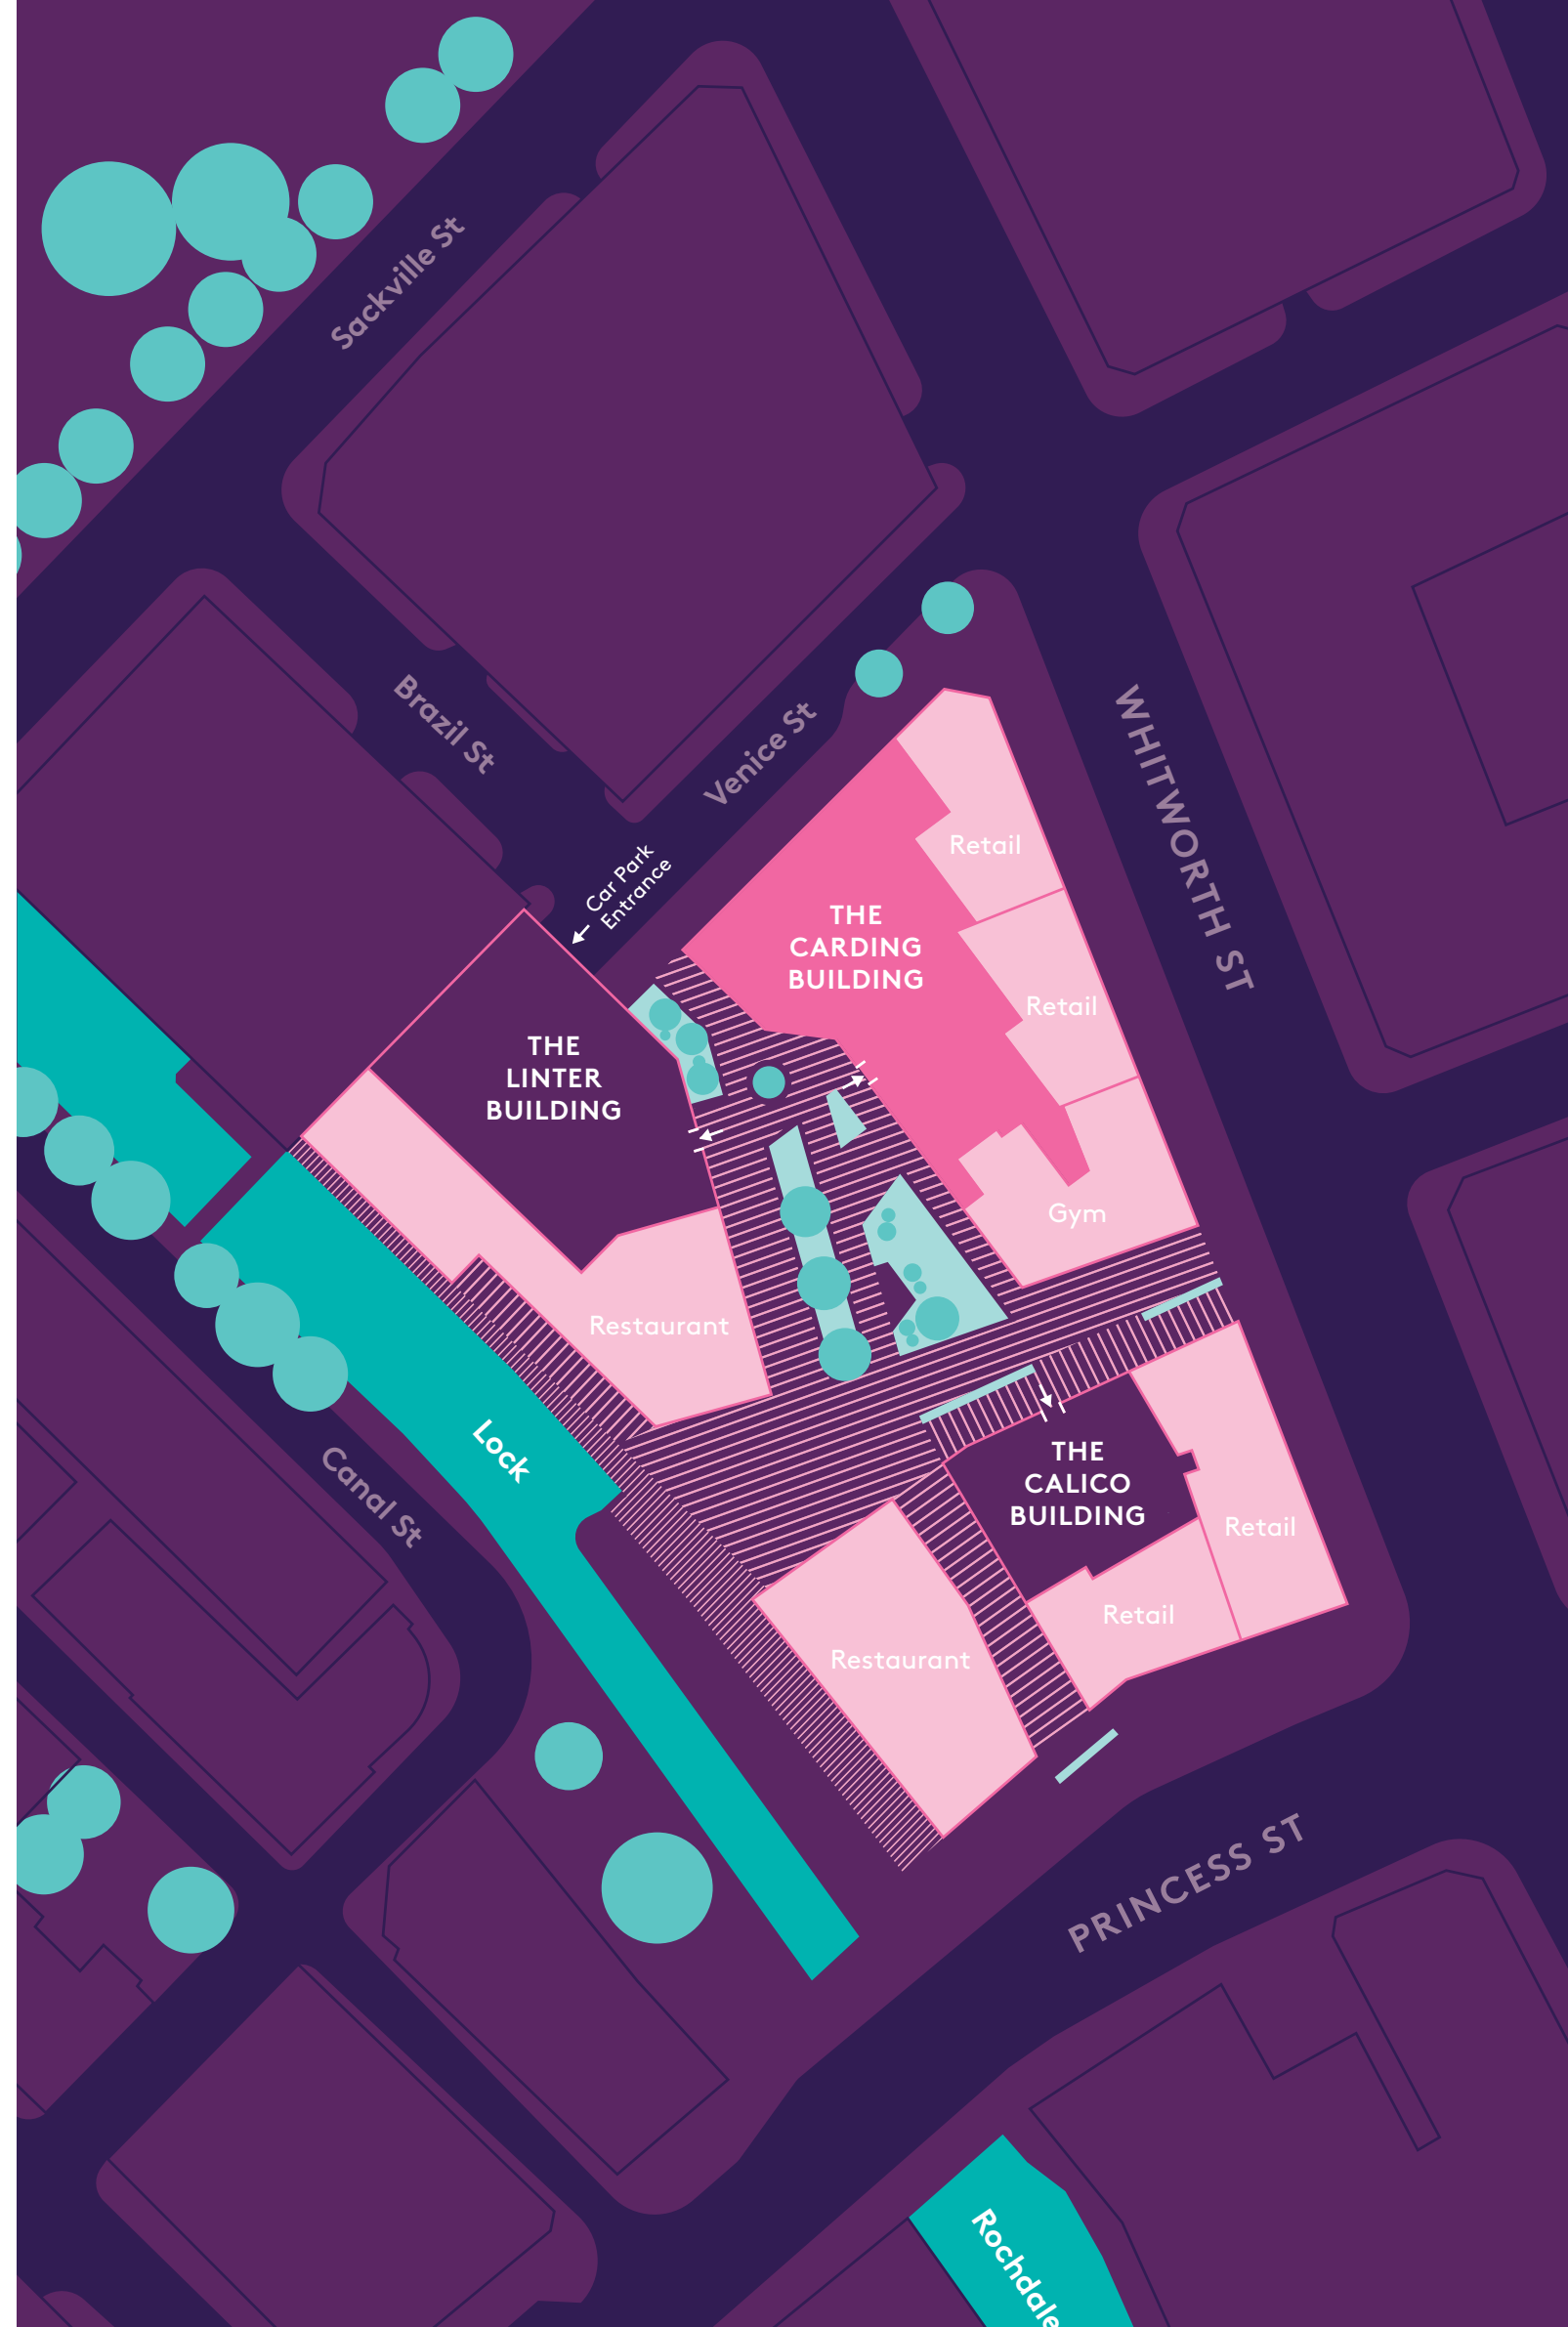 Sackville St
Brazil St
Venice St
WHITWORTH ST
Car Park
Entrance
Retail
THE
CARDING
BUILDING
Retail
THE
LINTER
BUILDING
Gym
Restaurant
Lock
Canal St
THE
CALICO
BUILDING
Retail
Retail
Restaurant
PRINCESS ST
Rochdale